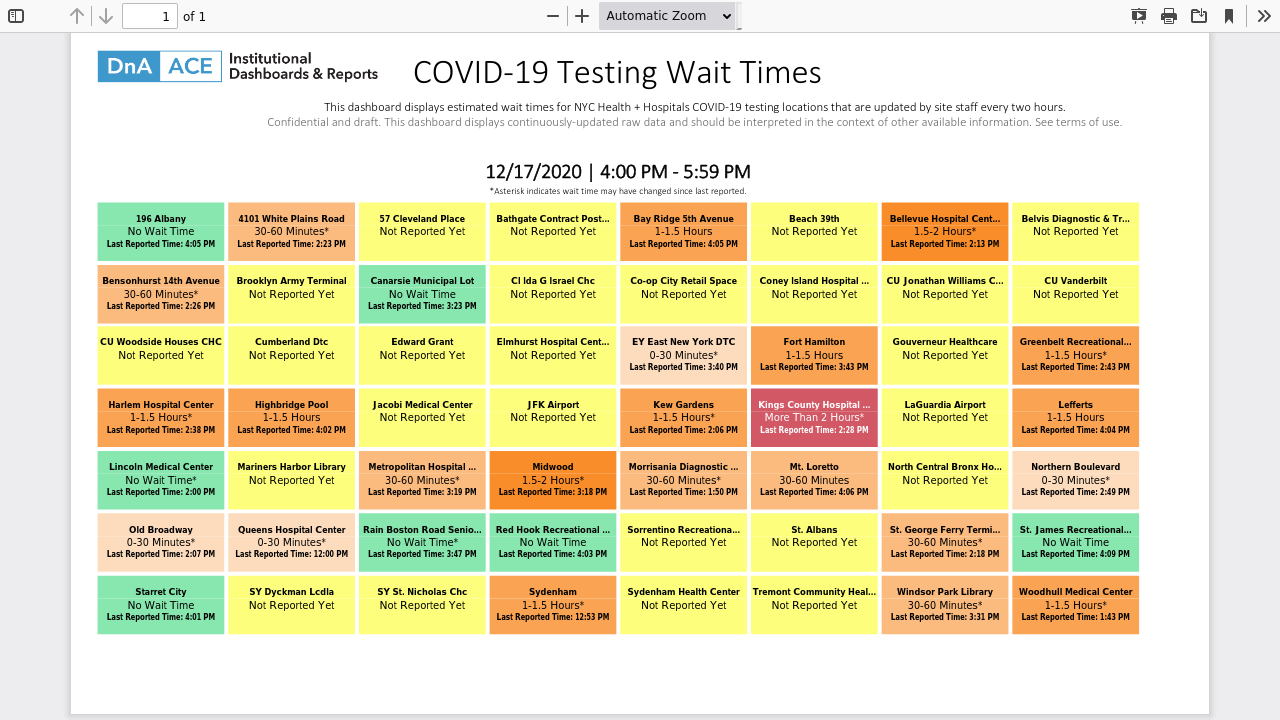 1 of 1 Automatic Zoom
DnA ACE Institutional Dashboards & Reports
COVID-19 Testing Wait Times
This dashboard displays estimated wait times for NYC Health + Hospitals COVID-19 testing locations that are updated by site staff every two hours.
Confidential and draft. This dashboard displays continuously-updated raw data and should be interpreted in the context of other available information. See terms of use.
12/17/2020 | 4:00 PM - 5:59 PM
*Asterisk indicates wait time may have changed since last reported.
196 Albany
No Wait Time
Last Reported Time: 4:05 PM
4101 White Plains Road
30-60 Minutes*
Last Reported Time: 2:23 PM
57 Cleveland Place
Not Reported Yet
Bathgate Contract Post...
Not Reported Yet
Bay Ridge 5th Avenue
1-1.5 Hours
Last Reported Time: 4:05 PM
Beach 39th
Not Reported Yet
Bellevue Hospital Cent...
1.5-2 Hours*
Last Reported Time: 2:13 PM
Belvis Diagnostic & Tr...
Not Reported Yet
Bensonhurst 14th Avenue
30-60 Minutes*
Last Reported Time: 2:26 PM
Brooklyn Army Terminal
Not Reported Yet
Canarsie Municipal Lot
No Wait Time
Last Reported Time: 3:23 PM
CI Ida G Israel Chc
Not Reported Yet
Co-op City Retail Space
Not Reported Yet
Coney Island Hospital ...
Not Reported Yet
CU Jonathan Williams C...
Not Reported Yet
CU Vanderbilt
Not Reported Yet
CU Woodside Houses CHC
Not Reported Yet
Cumberland Dtc
Not Reported Yet
Edward Grant
Not Reported Yet
Elmhurst Hospital Cent...
Not Reported Yet
EY East New York DTC
0-30 Minutes*
Last Reported Time: 3:40 PM
Fort Hamilton
1-1.5 Hours
Last Reported Time: 3:43 PM
Gouverneur Healthcare
Not Reported Yet
Greenbelt Recreational...
1-1.5 Hours*
Last Reported Time: 2:43 PM
Harlem Hospital Center
1-1.5 Hours*
Last Reported Time: 2:38 PM
Highbridge Pool
1-1.5 Hours
Last Reported Time: 4:02 PM
Jacobi Medical Center
Not Reported Yet
JFK Airport
Not Reported Yet
Kew Gardens
1-1.5 Hours*
Last Reported Time: 2:06 PM
Kings County Hospital ...
More Than 2 Hours*
Last Reported Time: 2:28 PM
LaGuardia Airport
Not Reported Yet
Lefferts
1-1.5 Hours
Last Reported Time: 4:04 PM
Lincoln Medical Center
No Wait Time*
Last Reported Time: 2:00 PM
Mariners Harbor Library
Not Reported Yet
Metropolitan Hospital ...
30-60 Minutes*
Last Reported Time: 3:19 PM
Midwood
1.5-2 Hours*
Last Reported Time: 3:18 PM
Morrisania Diagnostic ...
30-60 Minutes*
Last Reported Time: 1:50 PM
Mt. Loretto
30-60 Minutes
Last Reported Time: 4:06 PM
North Central Bronx Ho...
Not Reported Yet
Northern Boulevard
0-30 Minutes*
Last Reported Time: 2:49 PM
Old Broadway
0-30 Minutes*
Last Reported Time: 2:07 PM
Queens Hospital Center
0-30 Minutes*
Last Reported Time: 12:00 PM
Rain Boston Road Senio...
No Wait Time*
Last Reported Time: 3:47 PM
Red Hook Recreational ...
No Wait Time
Last Reported Time: 4:03 PM
Sorrentino Recreationa...
Not Reported Yet
St. Albans
Not Reported Yet
St. George Ferry Termi...
30-60 Minutes*
Last Reported Time: 2:18 PM
St. James Recreational...
No Wait Time
Last Reported Time: 4:09 PM
Starret City
No Wait Time
Last Reported Time: 4:01 PM
SY Dyckman Lcdla
Not Reported Yet
SY St. Nicholas Chc
Not Reported Yet
Sydenham
1-1.5 Hours*
Last Reported Time: 12:53 PM
Sydenham Health Center
Not Reported Yet
Tremont Community Heal...
Not Reported Yet
Windsor Park Library
30-60 Minutes*
Last Reported Time: 3:31 PM
Woodhull Medical Center
1-1.5 Hours*
Last Reported Time: 1:43 PM